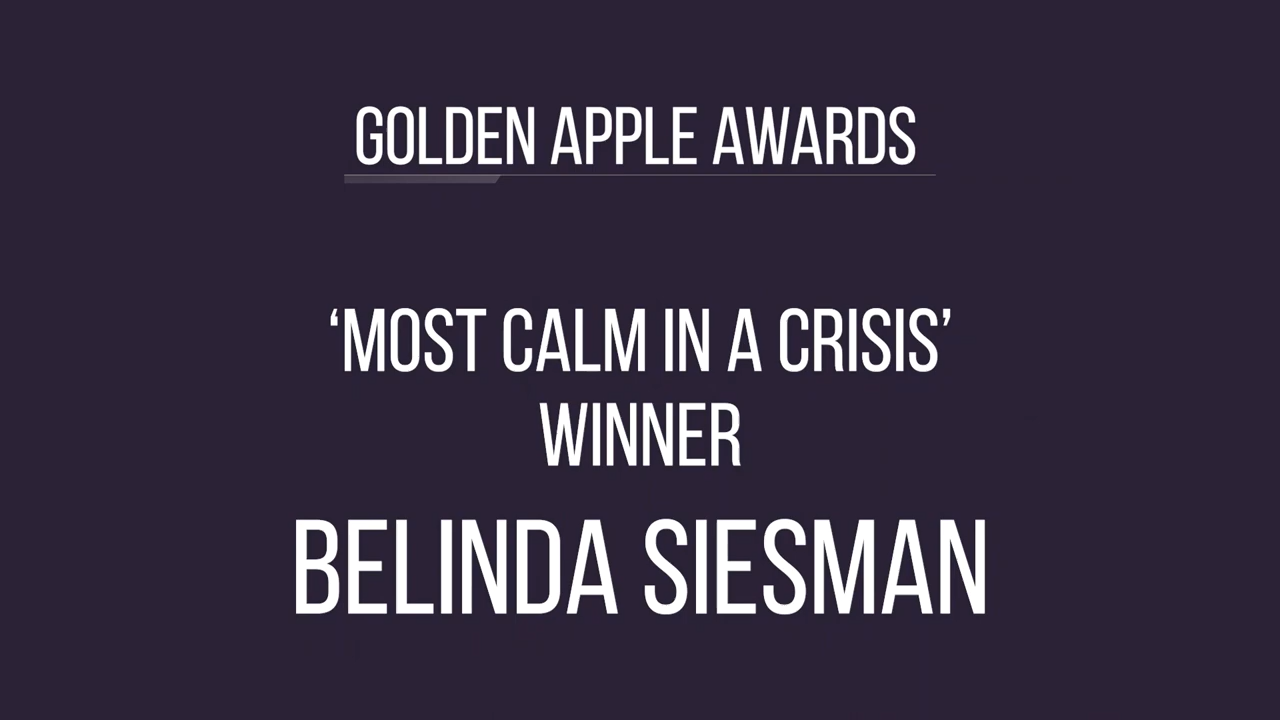 GOLDEN APPLE AWARDS
‘MOST CALM IN A CRISIS’
WINNER
BELINDA SIESMAN